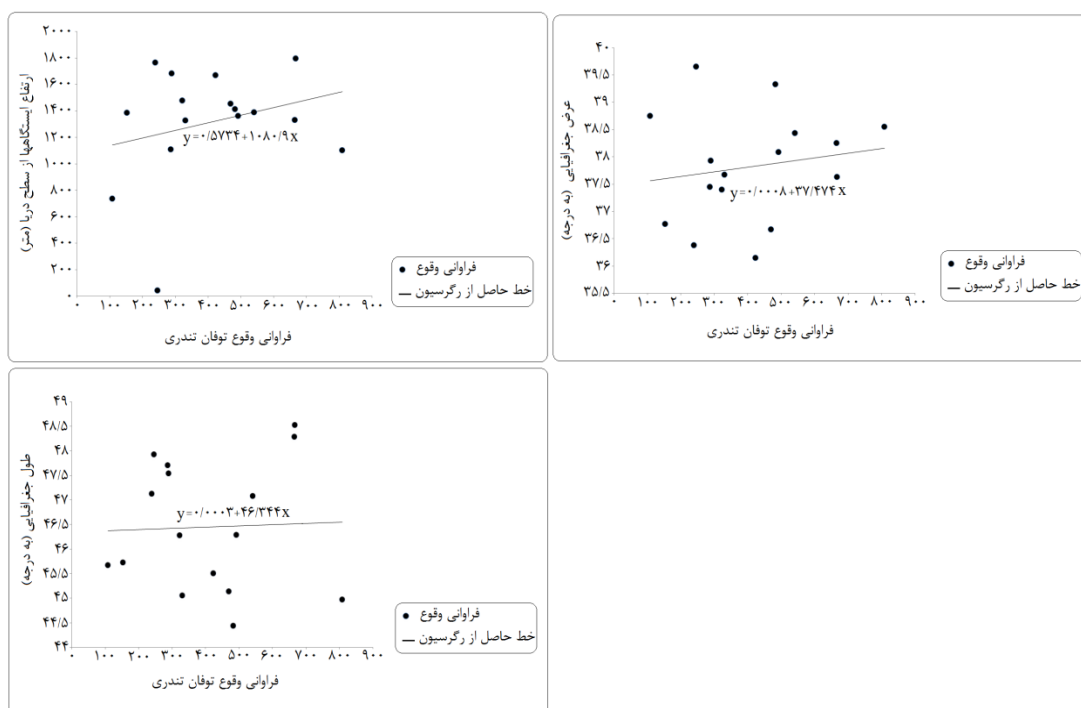 ارتفاع ایستگاهها از سطح دریا (متر)
۲۰۰۰
۱۸۰۰
۱۶۰۰
۱۴۰۰
۱۲۰۰
۱۰۰۰
۸۰۰
۶۰۰
۴۰۰
۲۰۰
۰
y=۰/۵۷۳۴+۱۰۸۰/۹x
فراوانی وقوع
خط حاصل از رگرسیون
۰ ۱۰۰ ۲۰۰ ۳۰۰ ۴۰۰ ۵۰۰ ۶۰۰ ۷۰۰ ۸۰۰ ۹۰۰
فراوانی وقوع توفان تندری
عرض جغرافیایی (به درجه)
۴۰
۳۹/۵
۳۹
۳۸/۵
۳۸
۳۷/۵
۳۷
۳۶/۵
۳۶
۳۵/۵
y=۰/۰۰۰۸+۳۷/۴۷۴x
فراوانی وقوع
خط حاصل از رگرسیون
۰ ۱۰۰ ۲۰۰ ۳۰۰ ۴۰۰ ۵۰۰ ۶۰۰ ۷۰۰ ۸۰۰ ۹۰۰
فراوانی وقوع توفان تندری
طول جغرافیایی (به درجه)
۴۹
۴۸/۵
۴۸
۴۷/۵
۴۷
۴۶/۵
۴۶
۴۵/۵
۴۵
۴۴/۵
۴۴
y=۰/۰۰۰۳+۴۶/۳۴۴x
فراوانی وقوع
خط حاصل از رگرسیون
۰ ۱۰۰ ۲۰۰ ۳۰۰ ۴۰۰ ۵۰۰ ۶۰۰ ۷۰۰ ۸۰۰ ۹۰۰
فراوانی وقوع توفان تندری